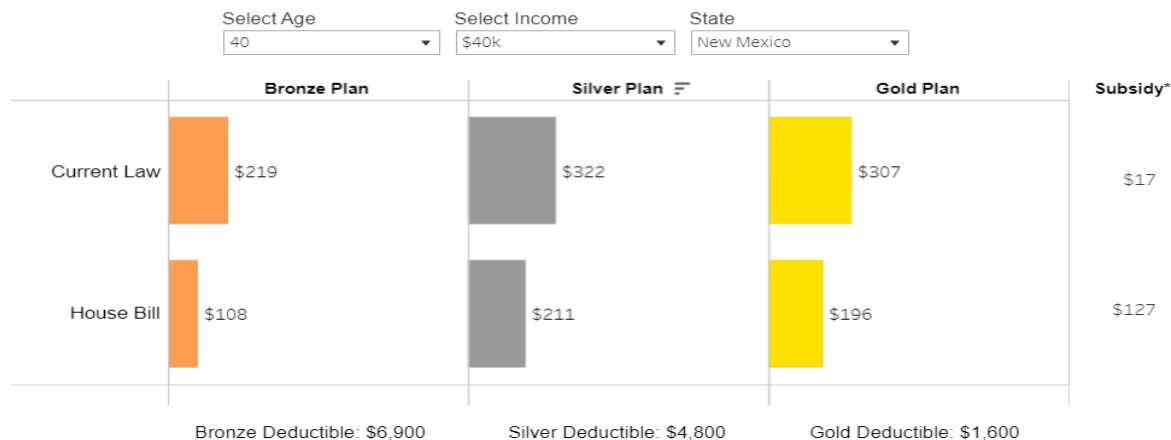 Select Age Select Income State
40 $40k New Mexico
Bronze Plan Silver Plan Gold Plan Subsidy*
Current Law $219 $322 $307 $17
House Bill $108 $211 $196 $127
Bronze Deductible: $6,900 Silver Deductible: $4,800 Gold Deductible: $1,600